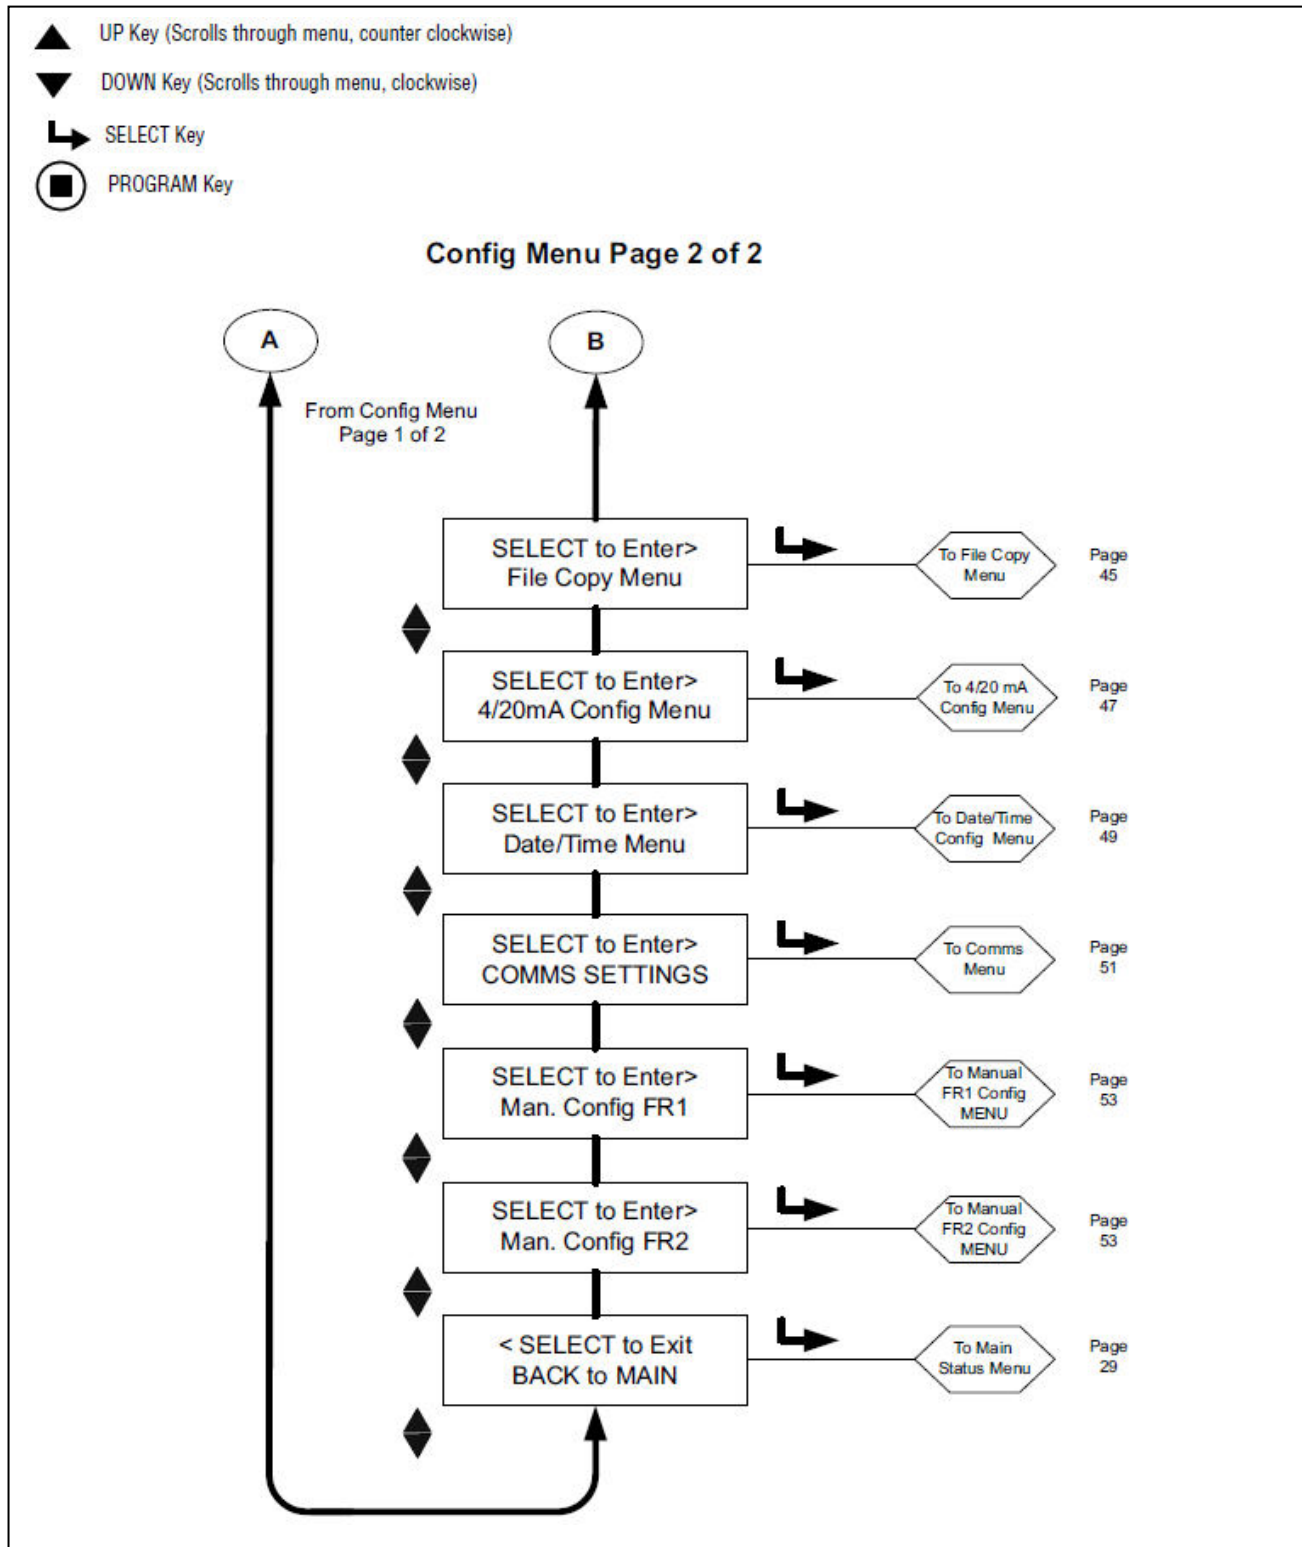 UP Key (Scrolls through menu, counter clockwise)
DOWN Key (Scrolls through menu, clockwise)
SELECT Key
PROGRAM Key
Config Menu Page 2 of 2
A
B
From Config Menu
Page 1 of 2
SELECT to Enter>
File Copy Menu
To File Copy
Menu
Page
45
SELECT to Enter>
4/20mA Config Menu
To 4/20 mA
Config Menu
Page
47
SELECT to Enter>
Date/Time Menu
To Date/Time
Config Menu
Page
49
SELECT to Enter>
COMMS SETTINGS
To Comms
Menu
Page
51
SELECT to Enter>
Man. Config FR1
To Manual
FR1 Config
MENU
Page
53
SELECT to Enter>
Man. Config FR2
To Manual
FR2 Config
MENU
Page
53
< SELECT to Exit
BACK to MAIN
To Main
Status Menu
Page
29